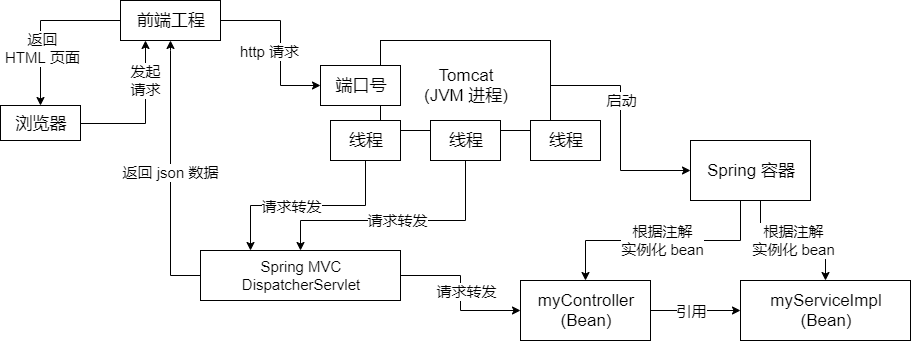 前端工程
返回
HTML 页面
发起
请求
浏览器
http 请求
端口号
Tomcat
(JVM 进程)
启动
线程
线程
线程
返回 json 数据
Spring 容器
请求转发
请求转发
根据注解
实例化 bean
根据注解
实例化 bean
Spring MVC
DispatcherServlet
请求转发
myController
(Bean)
引用
myServiceImpl
(Bean)